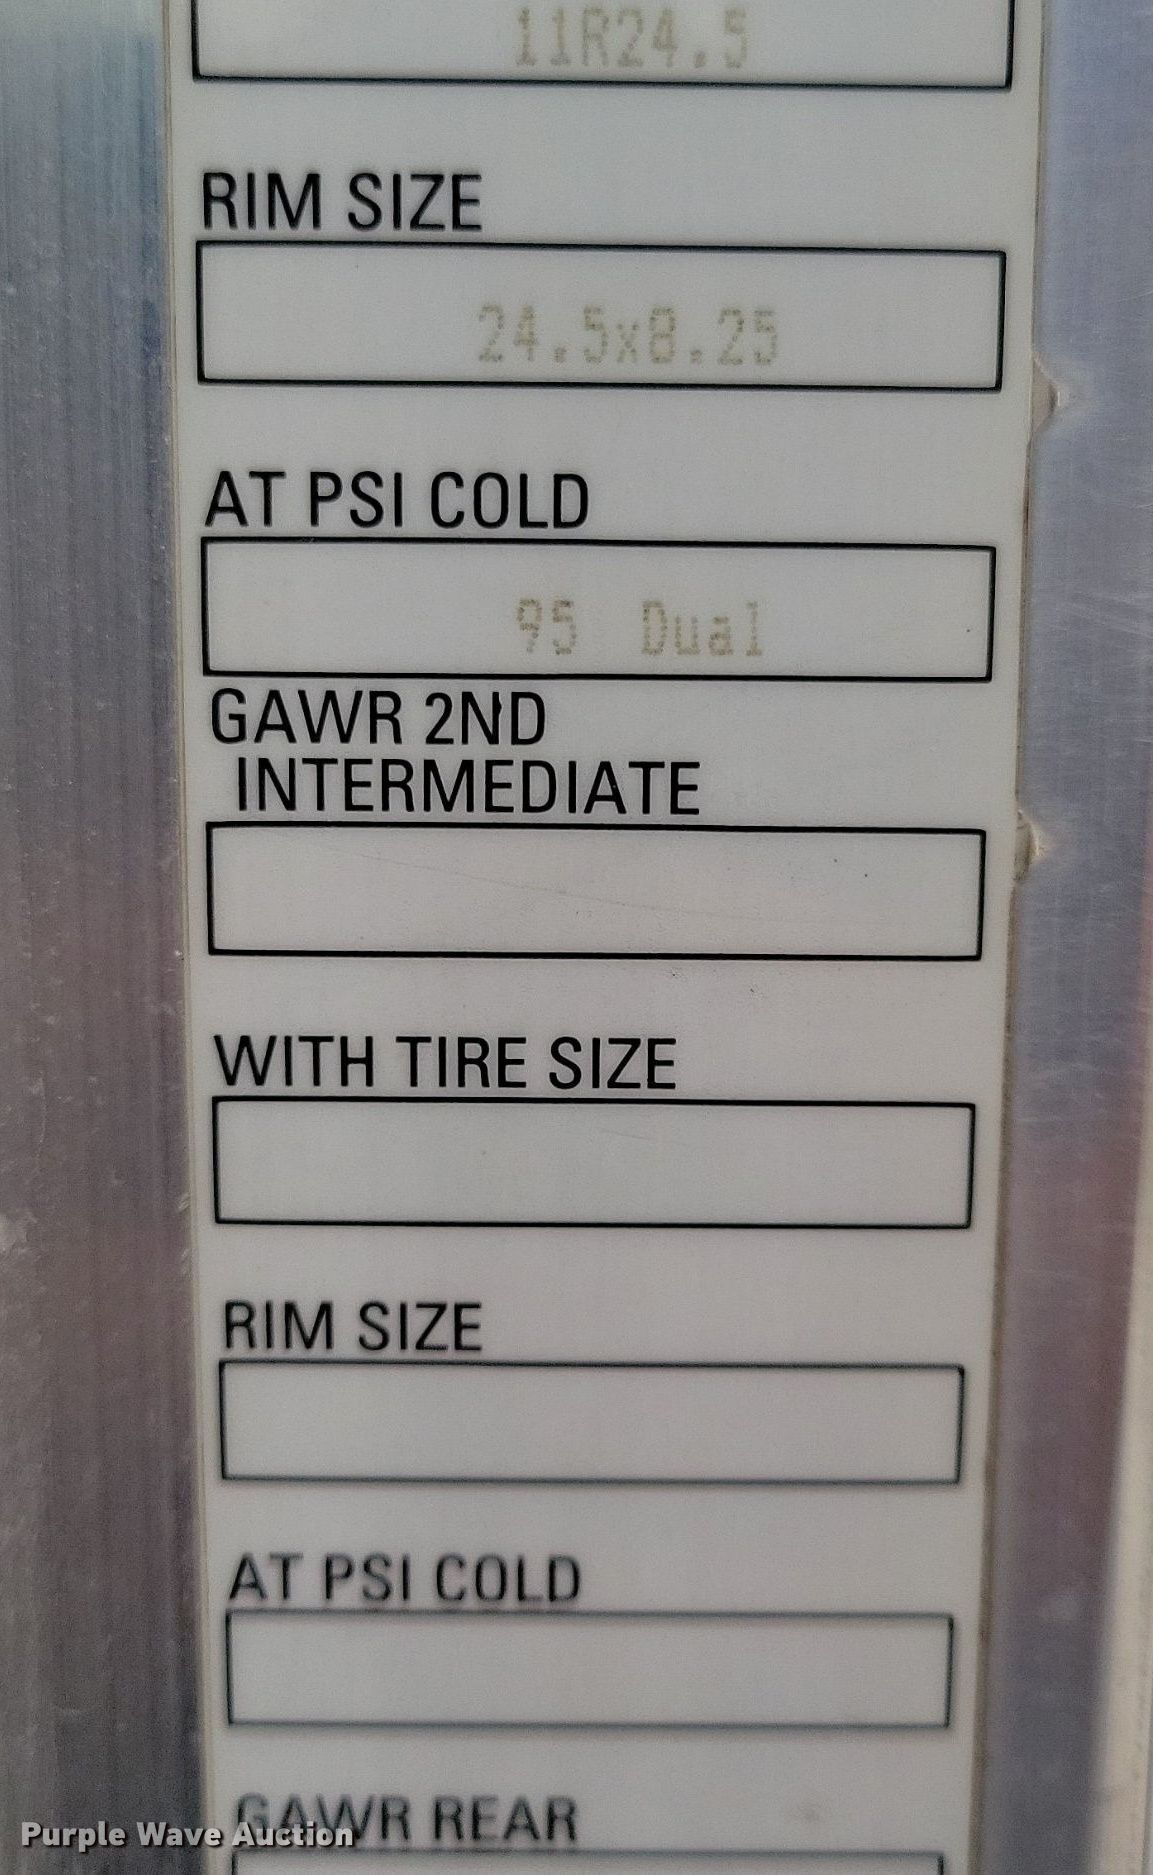 11R24.5
RIM SIZE
24.5x8.25
AT PSI COLD
95 Dual
GAWR 2ND
INTERMEDIATE
WITH TIRE SIZE
RIM SIZE
AT PSI COLD
GAWR REAR
Purple Wave Auction